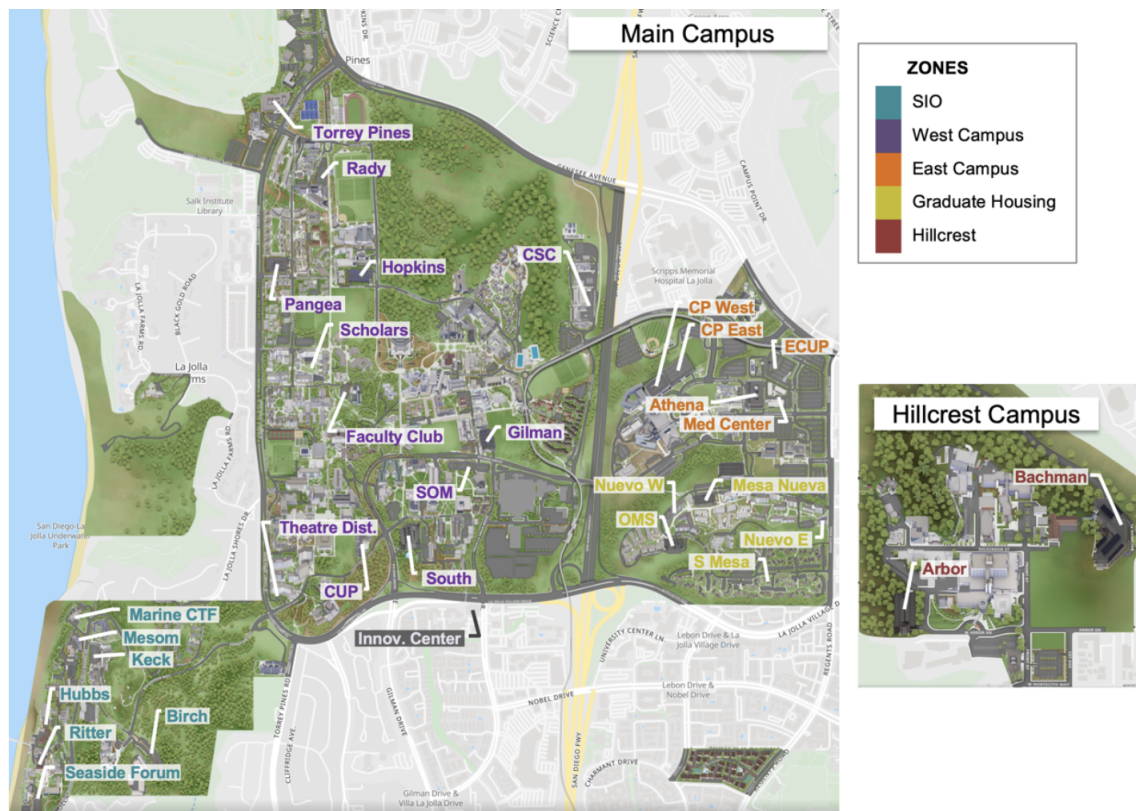 Main Campus
Pines
Torrey Pines
Rady
GENESEE AVENUE
CAMPUS POINT DR.
Salk Institute
Library
CSC
Scripps Memorial
Hospital La Jolla
Hopkins
LA JOLLA FARMS RD
BLACK GOLD ROAD
Pangea
CP West
Scholars
CP East
ECUP
La Jolla
rms
Athena
Med Center
Faculty Club
Gilman
LA JOLLA FARMS RD
SOM
Nuevo W
Mesa Nueva
San Diego-La
Jolla Underwater
Park
LA JOLLA SHORES DR.
Theatre Dist.
OMS
Nuevo E
S Mesa
CUP
South
Marine CTF
Innov. Center
Mesom
Keck
UNIVERSITY CENTER LN
Lebon Drive & La
Jolla Village Drive
LA JOLLA VILLAGE D
REGENTS ROAD
Hubbs
Birch
TORREY PINES RD
GILMAN DRIVE
NOBEL DRIVE
Lebon Drive &
Nobel Drive
Ritter
Seaside Forum
CLIFFRIDGE AVE.
SAN DIEGO FWY
CHARMANT DRIVE
Gilman Drive &
Villa La Jolla Drive
ZONES
SIO
West Campus
East Campus
Graduate Housing
Hillcrest
Hillcrest Campus
Bachman
Arbor